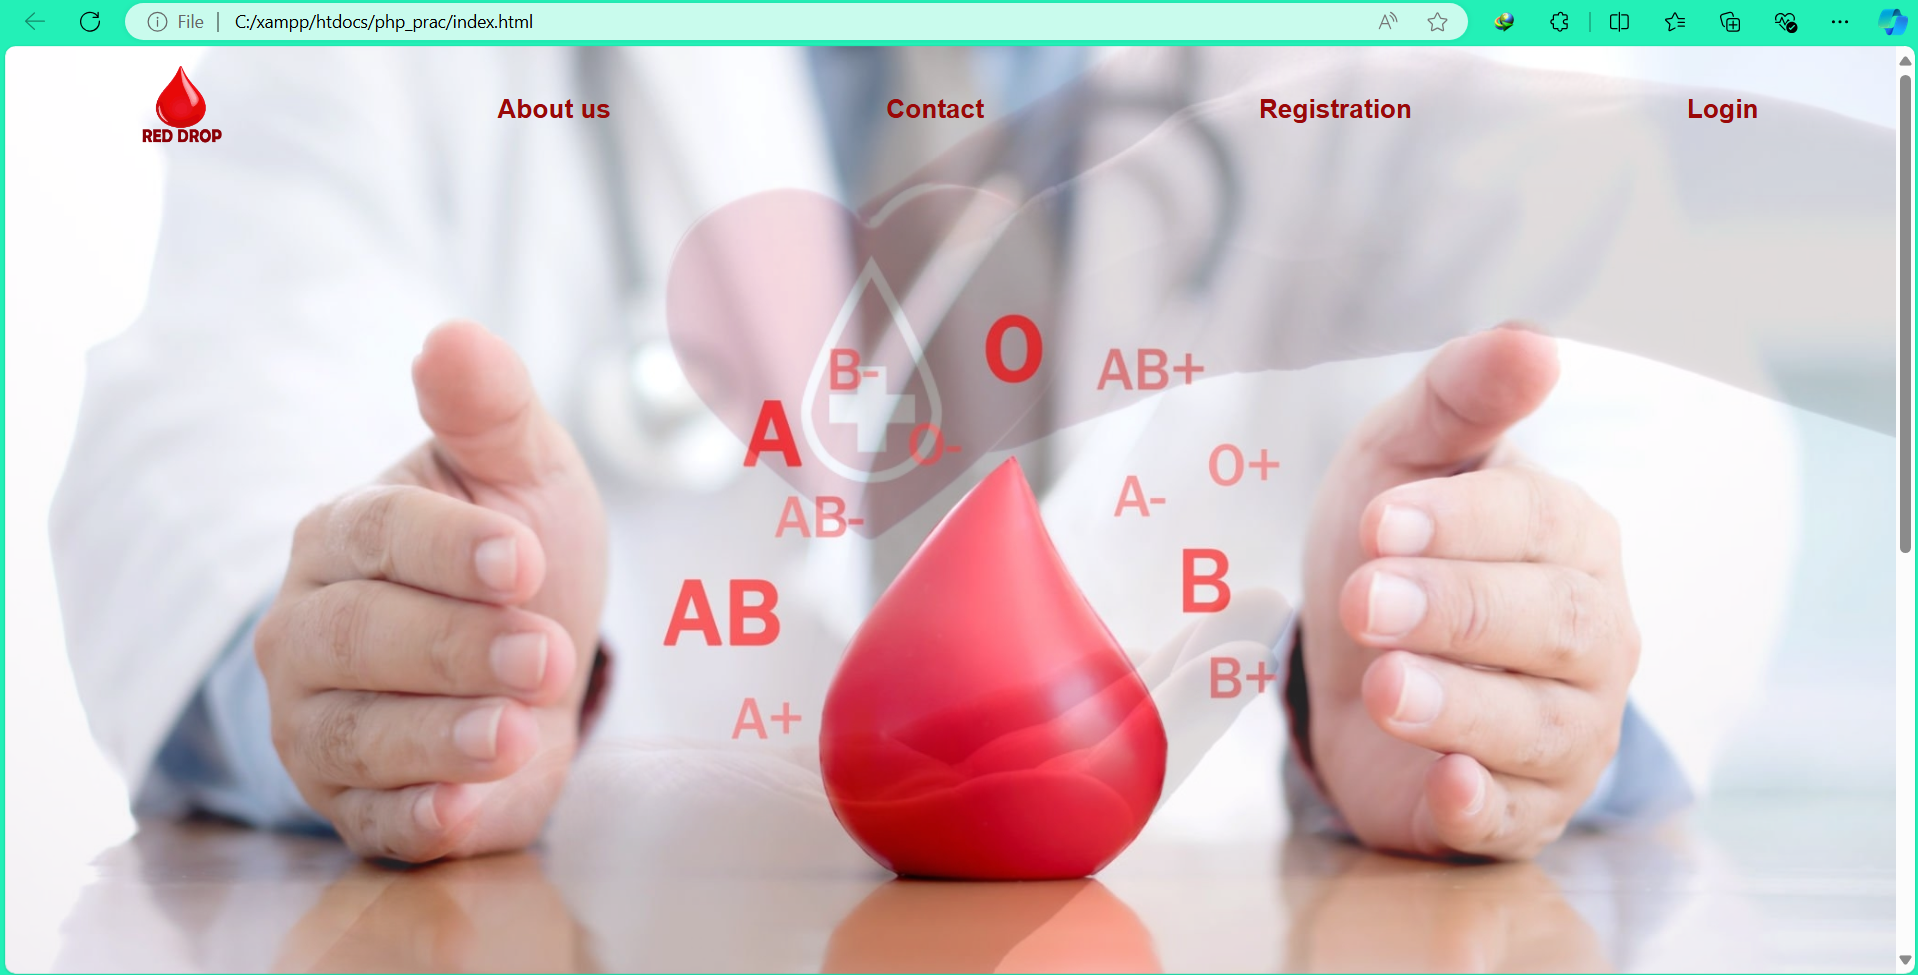 File
C:/xampp/htdocs/php_prac/index.html
RED DROP
About us
Contact
Registration
Login
O
B-
AB+
A
O-
O+
AB-
A-
AB
B
B+
A+